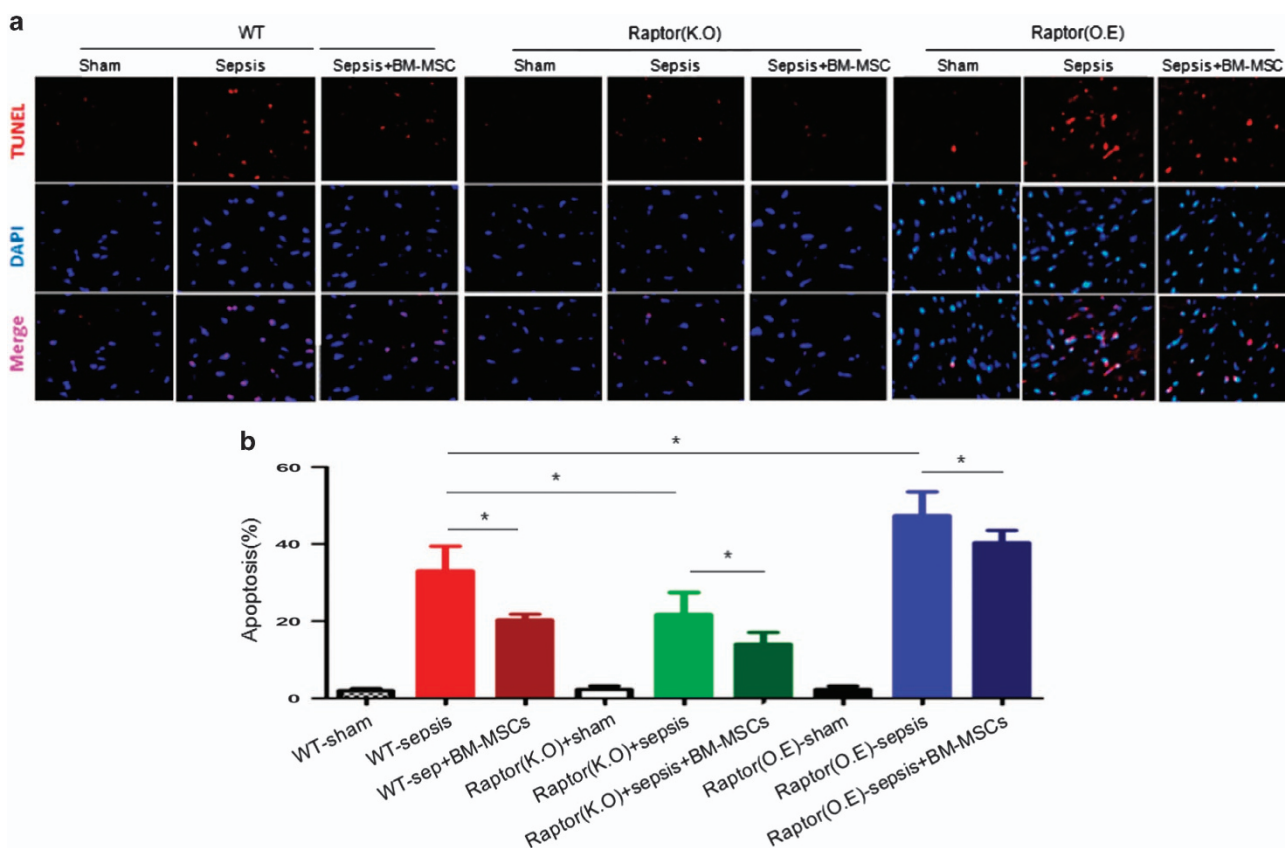 a
WT
Raptor(K.O)
Raptor(O.E)
Sham
Sepsis
Sepsis+BM-MSC
Sham
Sepsis
Sepsis+BM-MSC
Sham
Sepsis
Sepsis+BM-MSC
TUNEL
DAPI
Merge
b
*
*
*
*
*
60
40
20
0
Apoptosis(%)
WT-sham
WT-sepsis
WT-sep+BM-MSCs
Raptor(K.O)+sham
Raptor(K.O)+sepsis
Raptor(K.O)+sepsis+BM-MSCs
Raptor(O.E)-sham
Raptor(O.E)-sepsis
Raptor(O.E)-sepsis+BM-MSCs